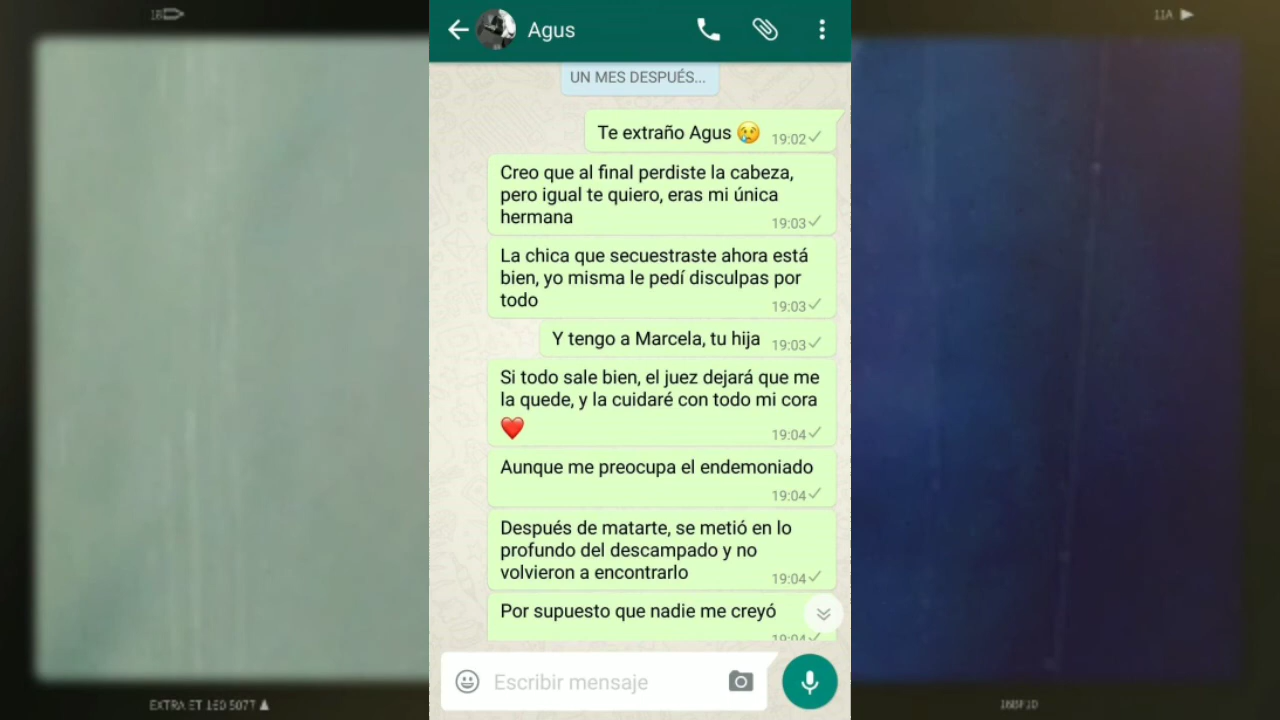 1B
11A
Agus
UN MES DESPUÉS...
Te extraño Agus 😢 19:02
Creo que al final perdiste la cabeza,
pero igual te quiero, eras mi única
hermana 19:03
La chica que secuestraste ahora está
bien, yo misma le pedí disculpas por
todo 19:03
Y tengo a Marcela, tu hija 19:03
Si todo sale bien, el juez dejará que me
la quede, y la cuidaré con todo mi cora
❤️ 19:04
Aunque me preocupa el endemoniado
19:04
Después de matarte, se metió en lo
profundo del descampado y no
volvieron a encontrarlo 19:04
Por supuesto que nadie me creyó
19:04
Escribir mensaje